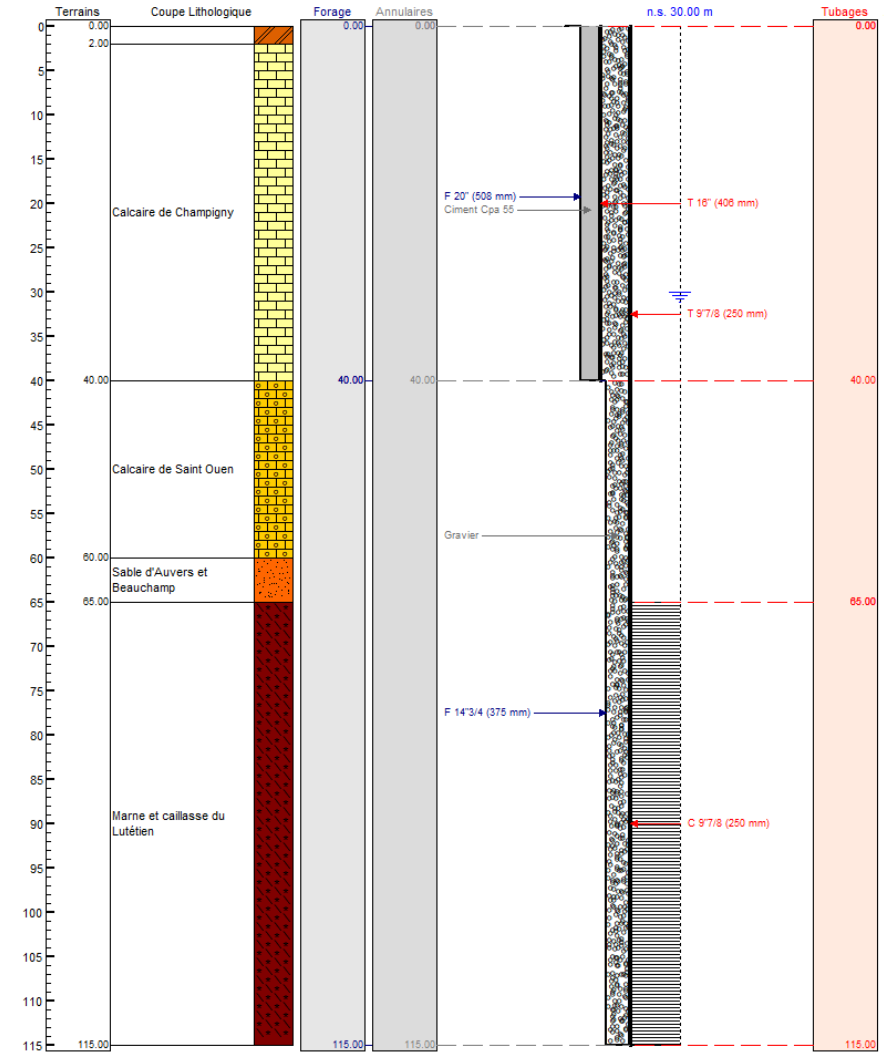 Terrains
Coupe Lithologique
Forage
Annulaires
n.s. 30.00 m
Tubages
0
0.00
0.00
0.00
0.00
2.00
5
10
15
F 20" (508 mm)
20
Calcaire de Champigny
Ciment Cpa 55
T 16" (406 mm)
25
30
T 9"7/8 (250 mm)
35
40
40.00
40.00
40.00
40.00
45
50
Calcaire de Saint Ouen
55
Gravier
60
60.00
Sable d'Auvers et
Beauchamp
65
65.00
65.00
70
75
F 14"3/4 (375 mm)
80
85
90
Marne et caillasse du
Lutétien
C 9"7/8 (250 mm)
95
100
105
110
115
115.00
115.00
115.00
115.00